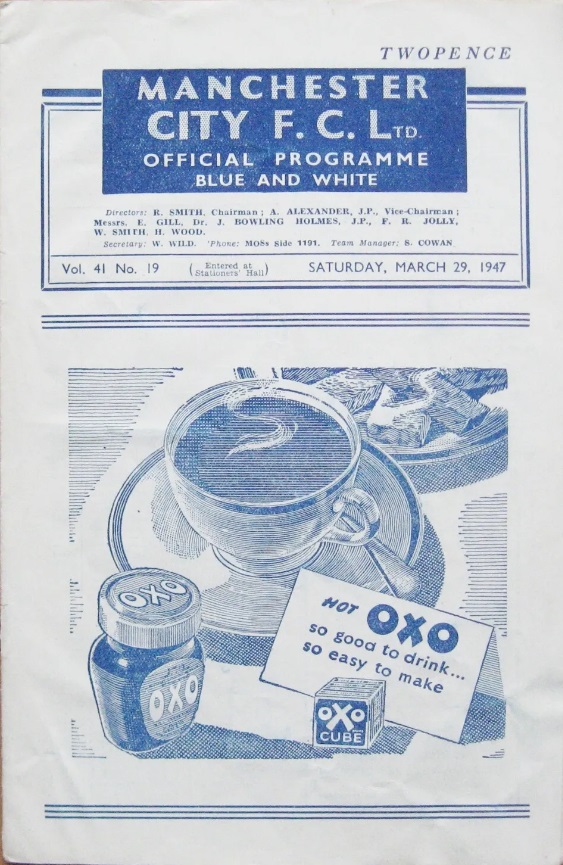 TWOPENCE
MANCHESTER
CITY F. C. LTD.
OFFICIAL PROGRAMME
BLUE AND WHITE
Directors: R. SMITH, Chairman; A. ALEXANDER, J.P., Vice-Chairman;
Messrs. E. GILL, Dr. J. BOWLING HOLMES, J.P., F. R. JOLLY,
W. SMITH, H. WOOD.
Secretary: W. WILD. 'Phone: MOSs Side 1191. Team Manager: S. COWAN
Vol. 41 No. 19 (Entered at Stationers' Hall) SATURDAY, MARCH 29, 1947
OXO
OXO
HOT OXO
so good to drink...
so easy to make
OXO
CUBE